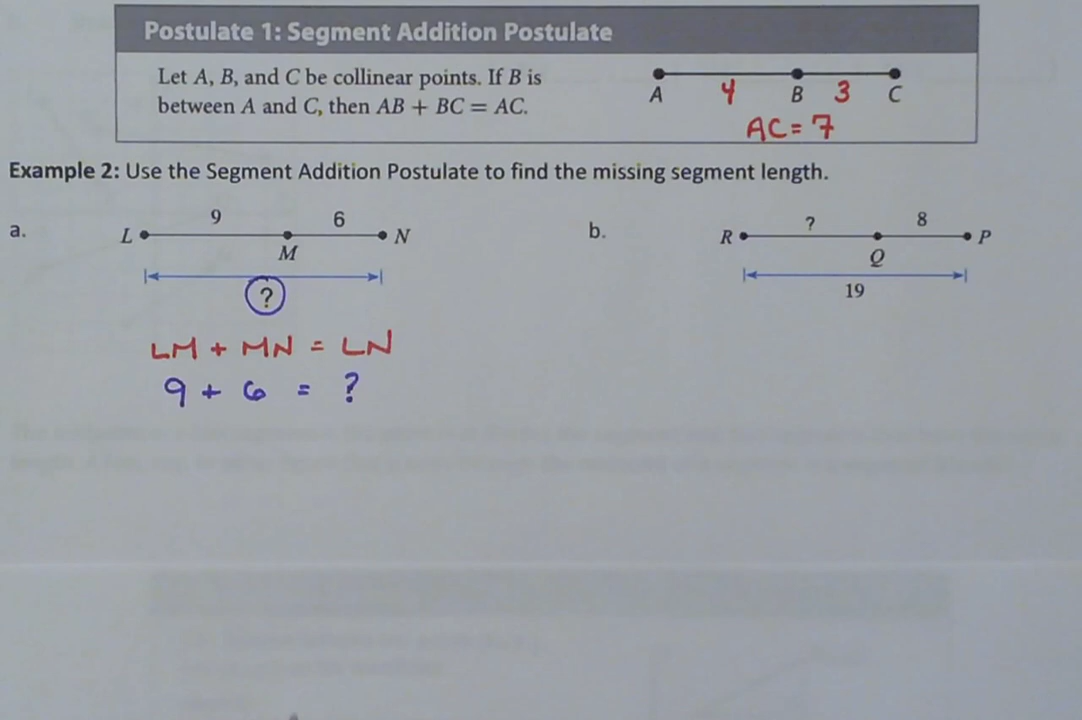 Postulate 1: Segment Addition Postulate
Let A, B, and C be collinear points. If B is
between A and C, then AB + BC = AC.
A 4 B 3 C
AC = 7
Example 2: Use the Segment Addition Postulate to find the missing segment length.
a.
9 6
L M N
?
LM + MN = LN
9 + 6 = ?
b.
? 8
R Q P
19